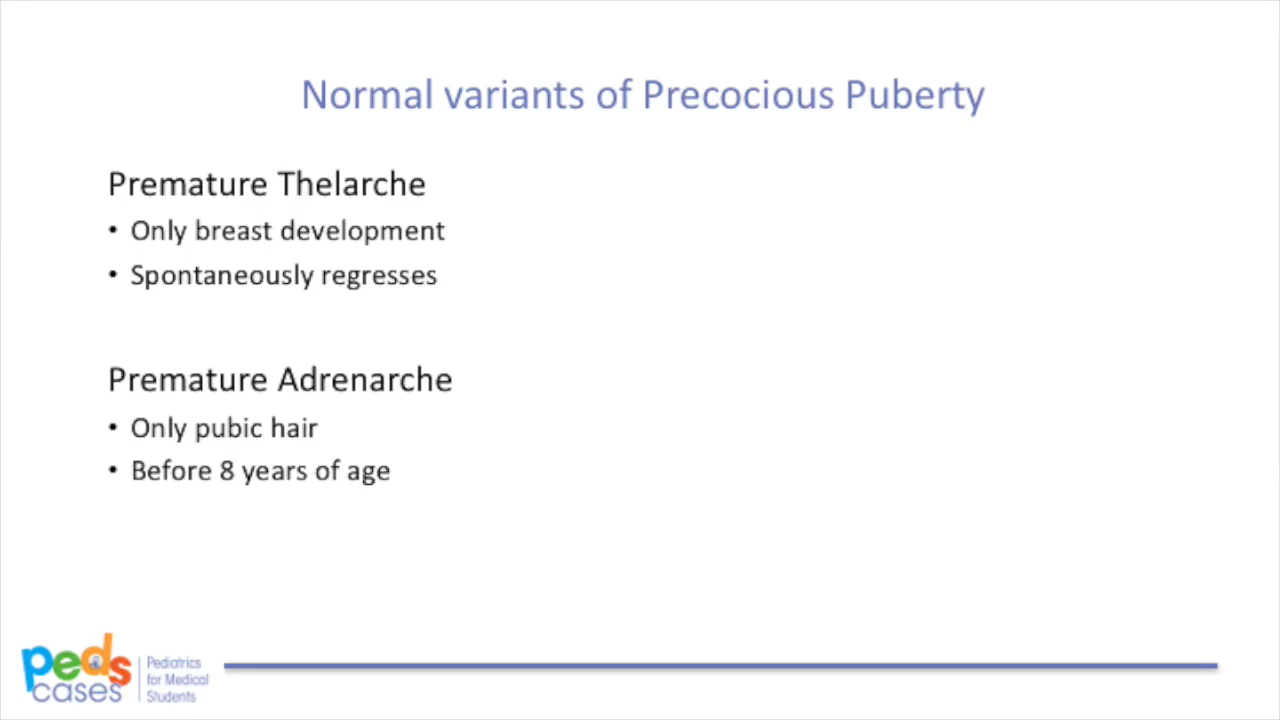 Normal variants of Precocious Puberty
Premature Thelarche
• Only breast development
• Spontaneously regresses
Premature Adrenarche
• Only pubic hair
• Before 8 years of age
peds
cases
Pediatrics
for Medical
Students